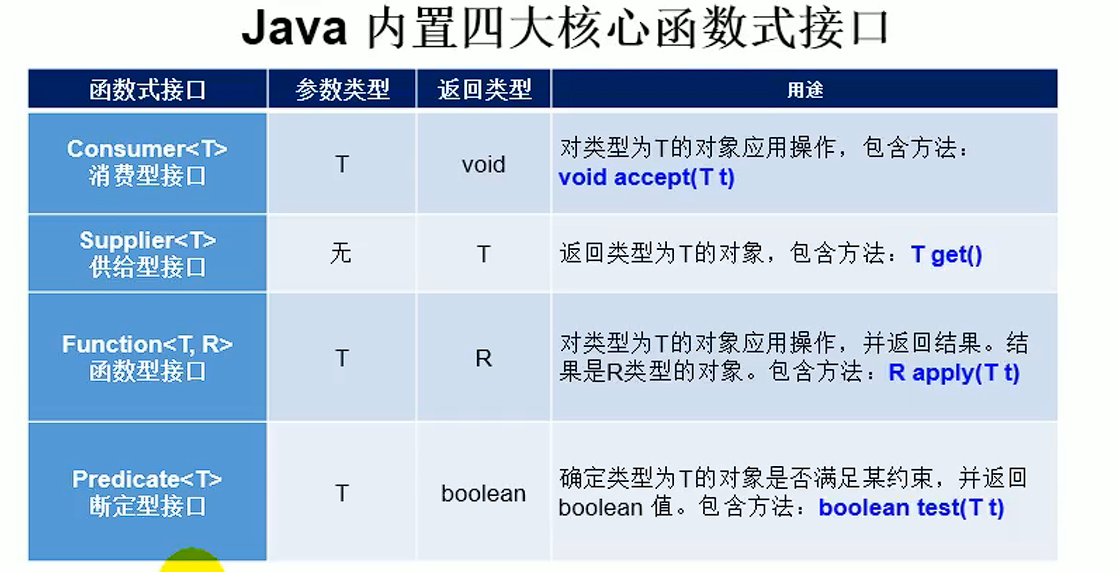 Java 内置四大核心函数式接口
函数式接口 参数类型 返回类型 用途
Consumer<T>
消费型接口
T
void
对类型为T的对象应用操作，包含方法：
void accept(T t)
Supplier<T>
供给型接口
无
T
返回类型为T的对象，包含方法：T get()
Function<T, R>
函数型接口
T
R
对类型为T的对象应用操作，并返回结果。结
果是R类型的对象。包含方法：R apply(T t)
Predicate<T>
断定型接口
T
boolean
确定类型为T的对象是否满足某约束，并返回
boolean 值。包含方法：boolean test(T t)